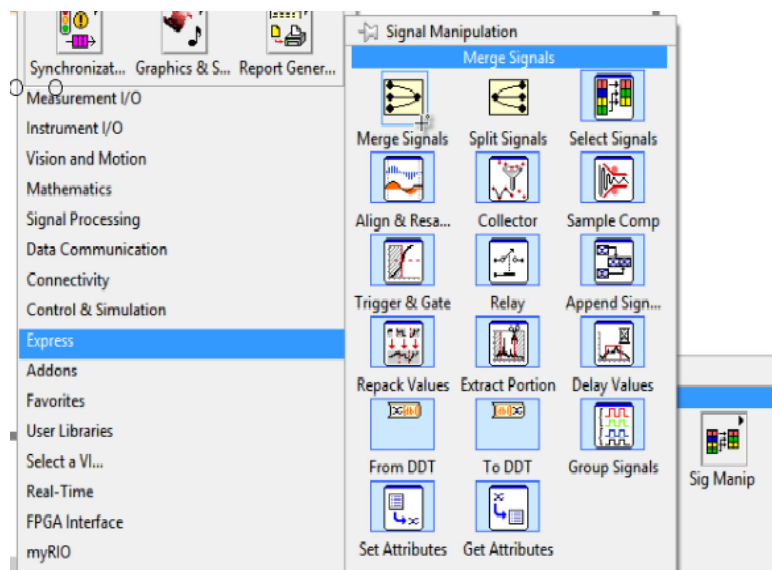 Synchronizat... Graphics & S... Report Gener...
Measurement I/O
Instrument I/O
Vision and Motion
Mathematics
Signal Processing
Data Communication
Connectivity
Control & Simulation
Express
Addons
Favorites
User Libraries
Select a VI...
Real-Time
FPGA Interface
myRIO
Signal Manipulation
Merge Signals
Merge Signals Split Signals Select Signals
Align & Resa... Collector Sample Comp
Trigger & Gate Relay Append Sign...
Repack Values Extract Portion Delay Values
From DDT To DDT Group Signals
Set Attributes Get Attributes
Sig Manip